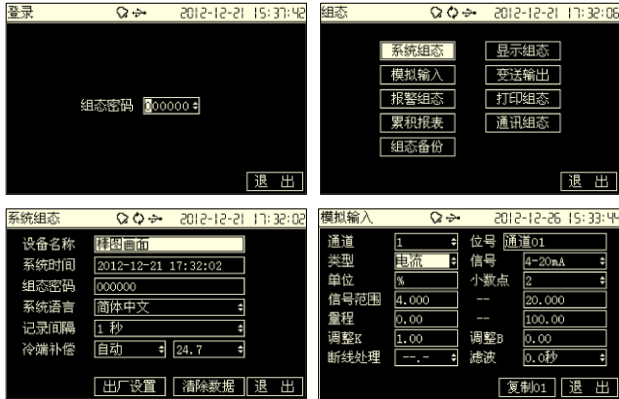 登录 2012-12-21 15:37:42
组态密码 000000
退 出
组态 2012-12-21 17:32:06
系统组态 显示组态
模拟输入 变送输出
报警组态 打印组态
累积报表 通讯组态
组态备份
退 出
系统组态 2012-12-21 17:32:02
设备名称 棒图画面
系统时间 2012-12-21 17:32:02
组态密码 000000
系统语言 简体中文
记录间隔 1 秒
冷端补偿 自动 24.7
出厂设置 清除数据 退 出
模拟输入 2012-12-26 15:33:44
通道 1 位号 通道01
类型 电流 信号 4-20mA
单位 % 小数点 2
信号范围 4.000 -- 20.000
量程 0.00 -- 100.00
调整K 1.00 调整B 0.00
断线处理 --.- 滤波 0.0秒
复制01 退 出